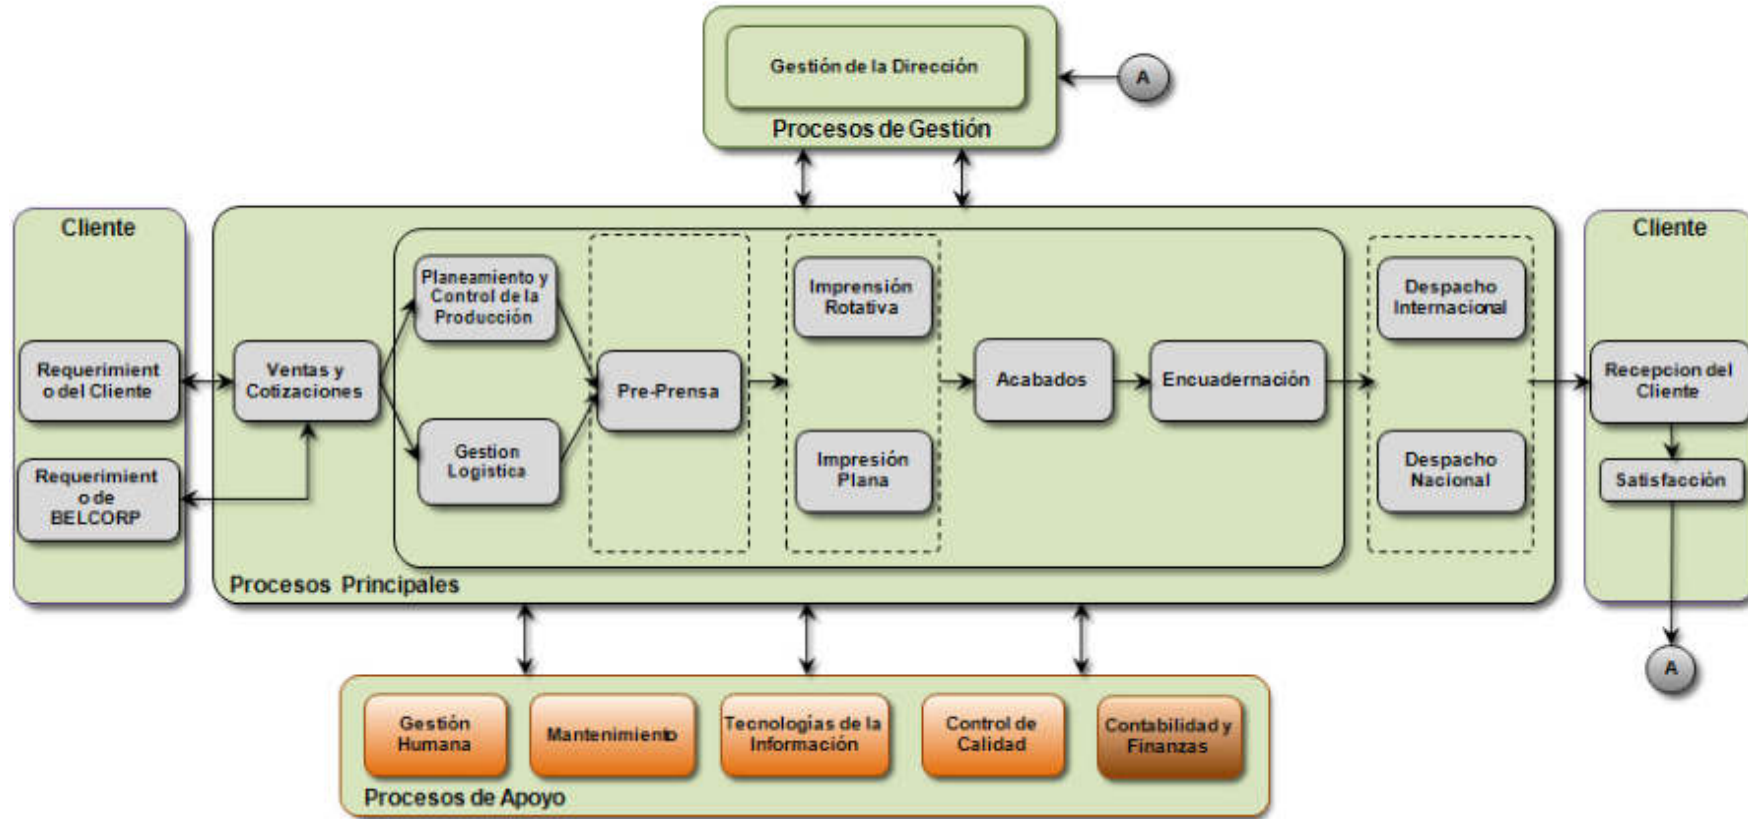 Gestión de la Dirección
A
Procesos de Gestión
Cliente
Requerimient
o del Cliente
Requerimient
o de
BELCORP
Ventas y
Cotizaciones
Planeamiento y
Control de la
Producción
Gestion
Logistica
Pre-Prensa
Imprensión
Rotativa
Impresión
Plana
Acabados
Encuadernación
Despacho
Internacional
Despacho
Nacional
Procesos Principales
Cliente
Recepcion del
Cliente
Satisfacción
A
Gestión
Humana
Mantenimiento
Tecnologías de la
Información
Control de
Calidad
Contabilidad y
Finanzas
Procesos de Apoyo